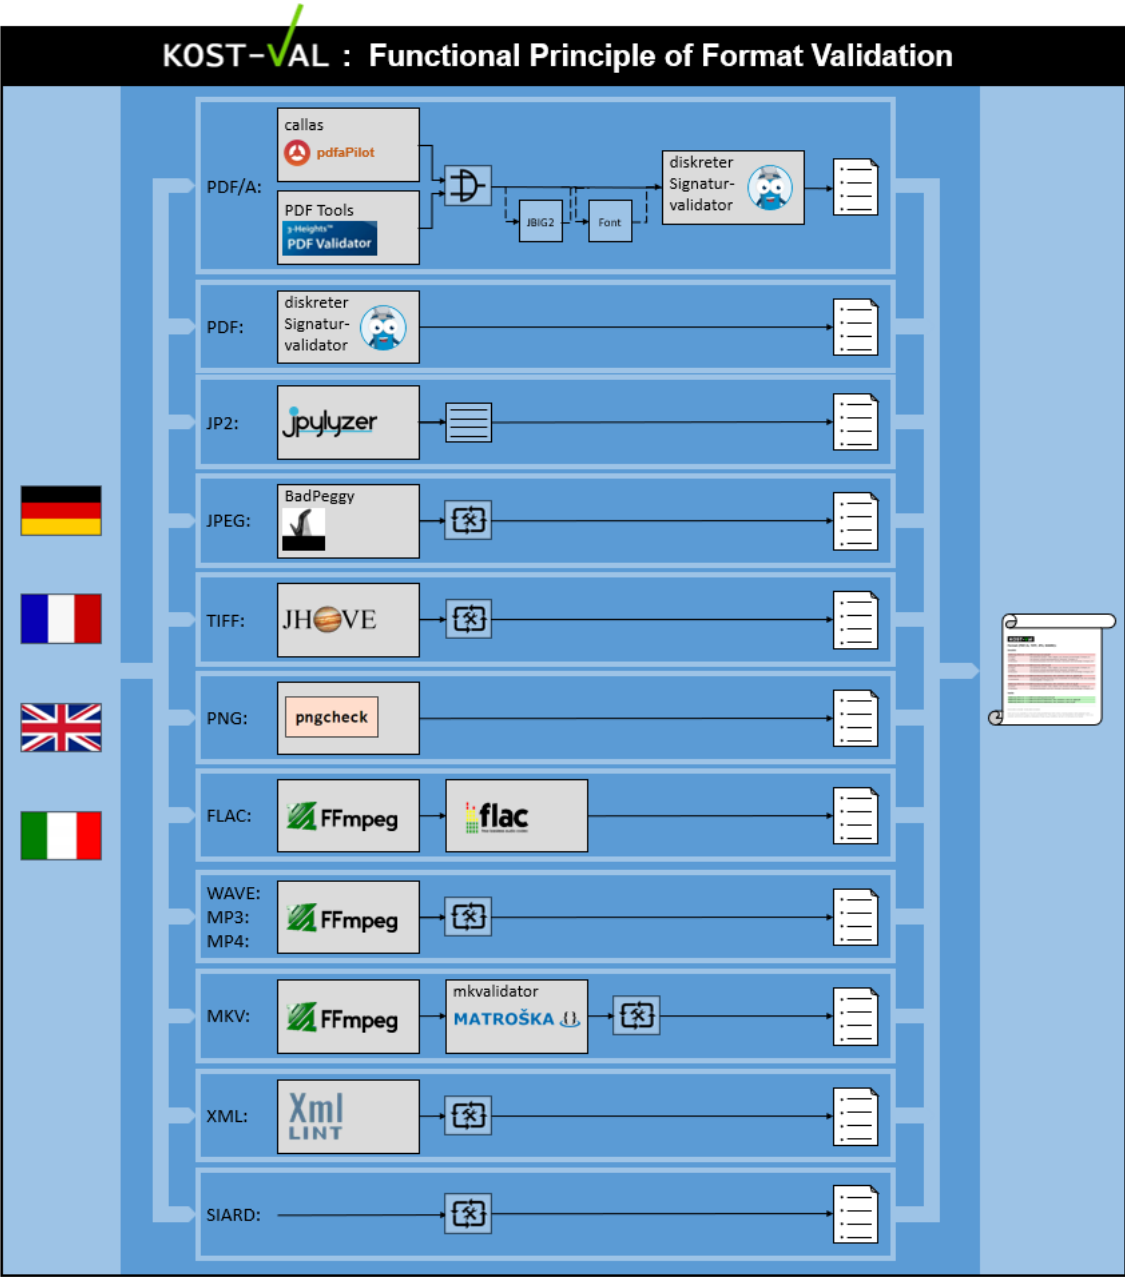 KOST-VAL : Functional Principle of Format Validation
PDF/A:
callas
pdfaPilot
PDF Tools
3-Heights™
PDF Validator
JBIG2
Font
diskreter
Signatur-
validator
PDF:
diskreter
Signatur-
validator
JP2:
jpylyzer
JPEG:
BadPeggy
TIFF:
JHOVE
PNG:
pngcheck
FLAC:
FFmpeg
flac
WAVE:
MP3:
MP4:
FFmpeg
MKV:
FFmpeg
mkvalidator
MATROŠKA
XML:
Xml
LINT
SIARD:
KOST-Val